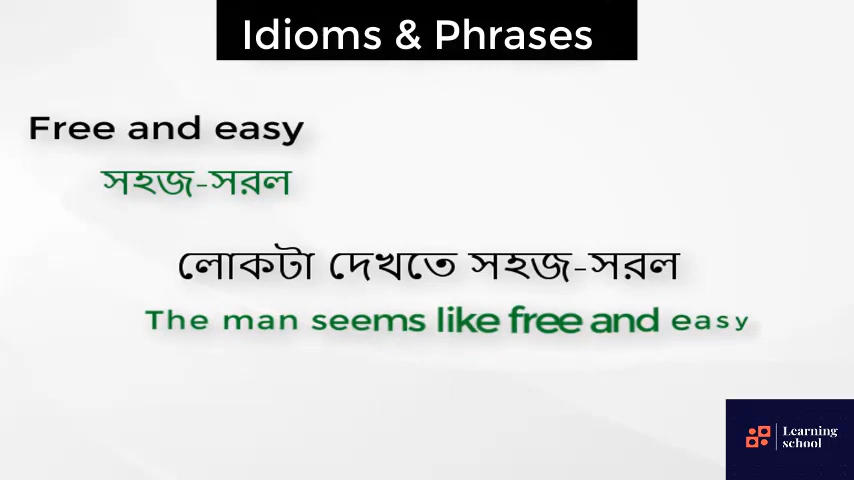 Idioms & Phrases
Free and easy
সহজ-সরল
লোকটা দেখতে সহজ-সরল
The man seems like free and easy
Learning
school